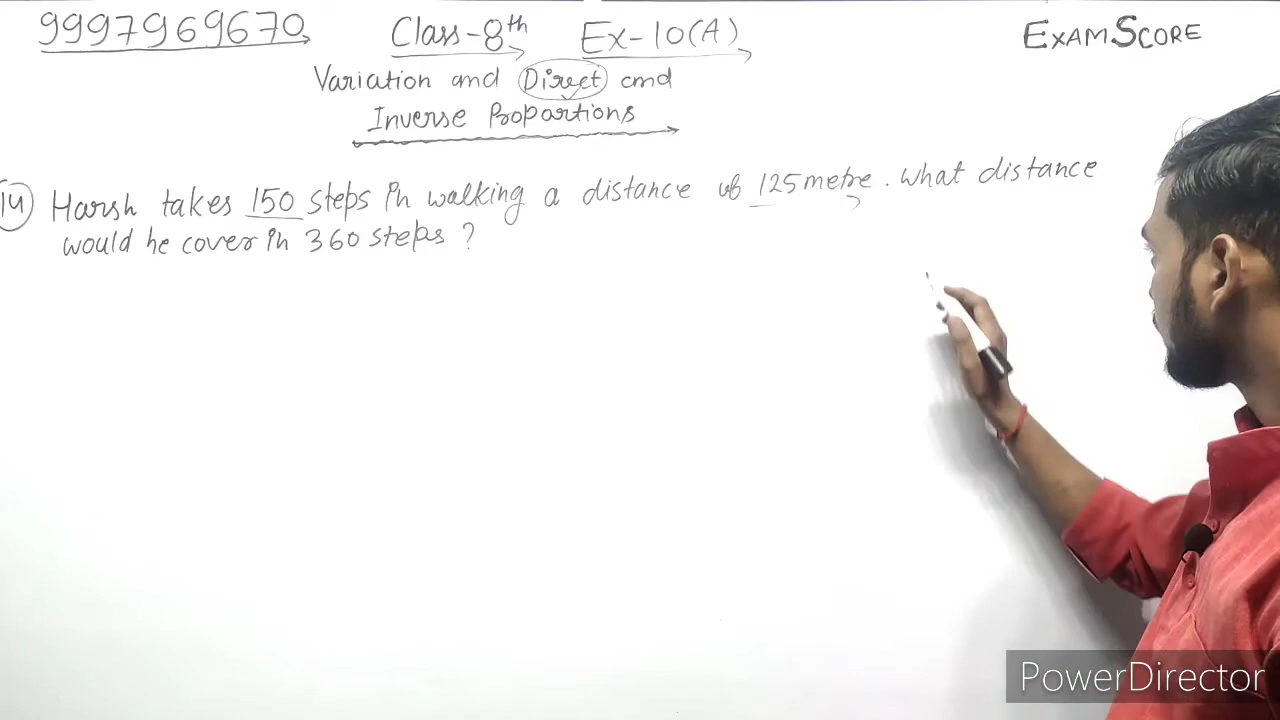 9997969670 Class-8th Ex-10(A) EXAMSCORE
Variation and Direct and
Inverse Proportions
14 Harsh takes 150 steps in walking a distance of 125 metre. What distance
would he cover in 360 steps?
PowerDirector